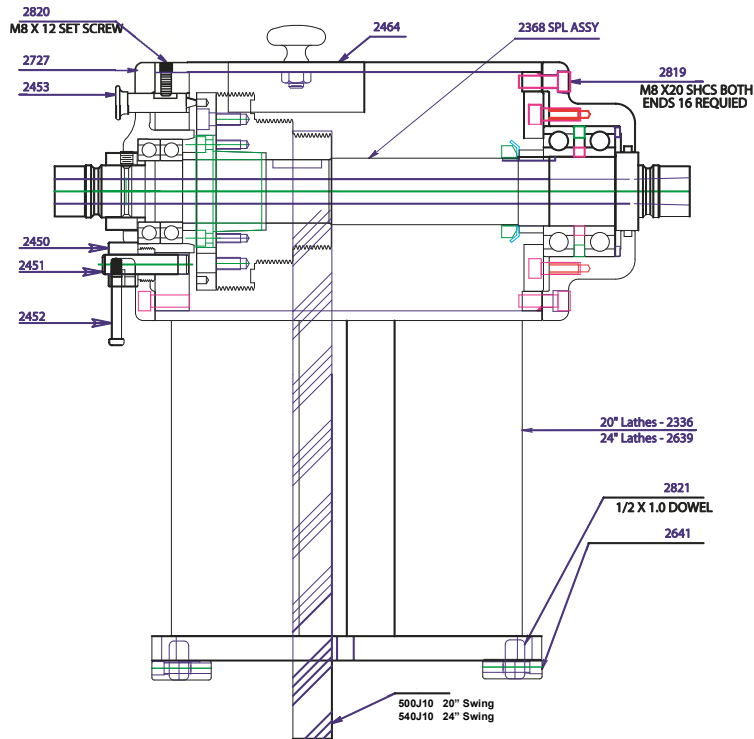 2820
M8 X 12 SET SCREW
2464
2368 SPL ASSY
2727
2453
2819
M8 X20 SHCS BOTH
ENDS 16 REQUIED
2450
2451
2452
20" Lathes - 2336
24" Lathes - 2639
2821
1/2 X 1.0 DOWEL
2641
500J10 20" Swing
540J10 24" Swing